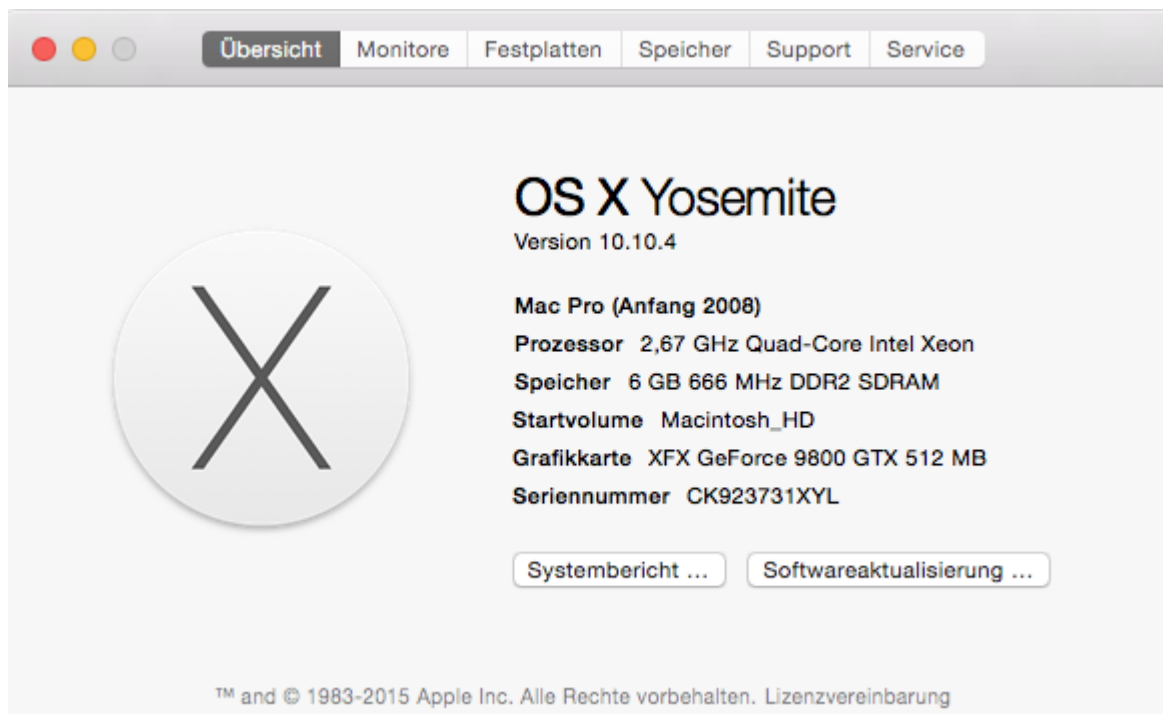 Übersicht Monitore Festplatten Speicher Support Service
OS X Yosemite
Version 10.10.4
Mac Pro (Anfang 2008)
Prozessor 2,67 GHz Quad-Core Intel Xeon
Speicher 6 GB 666 MHz DDR2 SDRAM
Startvolume Macintosh_HD
Grafikkarte XFX GeForce 9800 GTX 512 MB
Seriennummer CK923731XYL
Systembericht ... Softwareaktualisierung ...
™ and © 1983-2015 Apple Inc. Alle Rechte vorbehalten. Lizenzvereinbarung